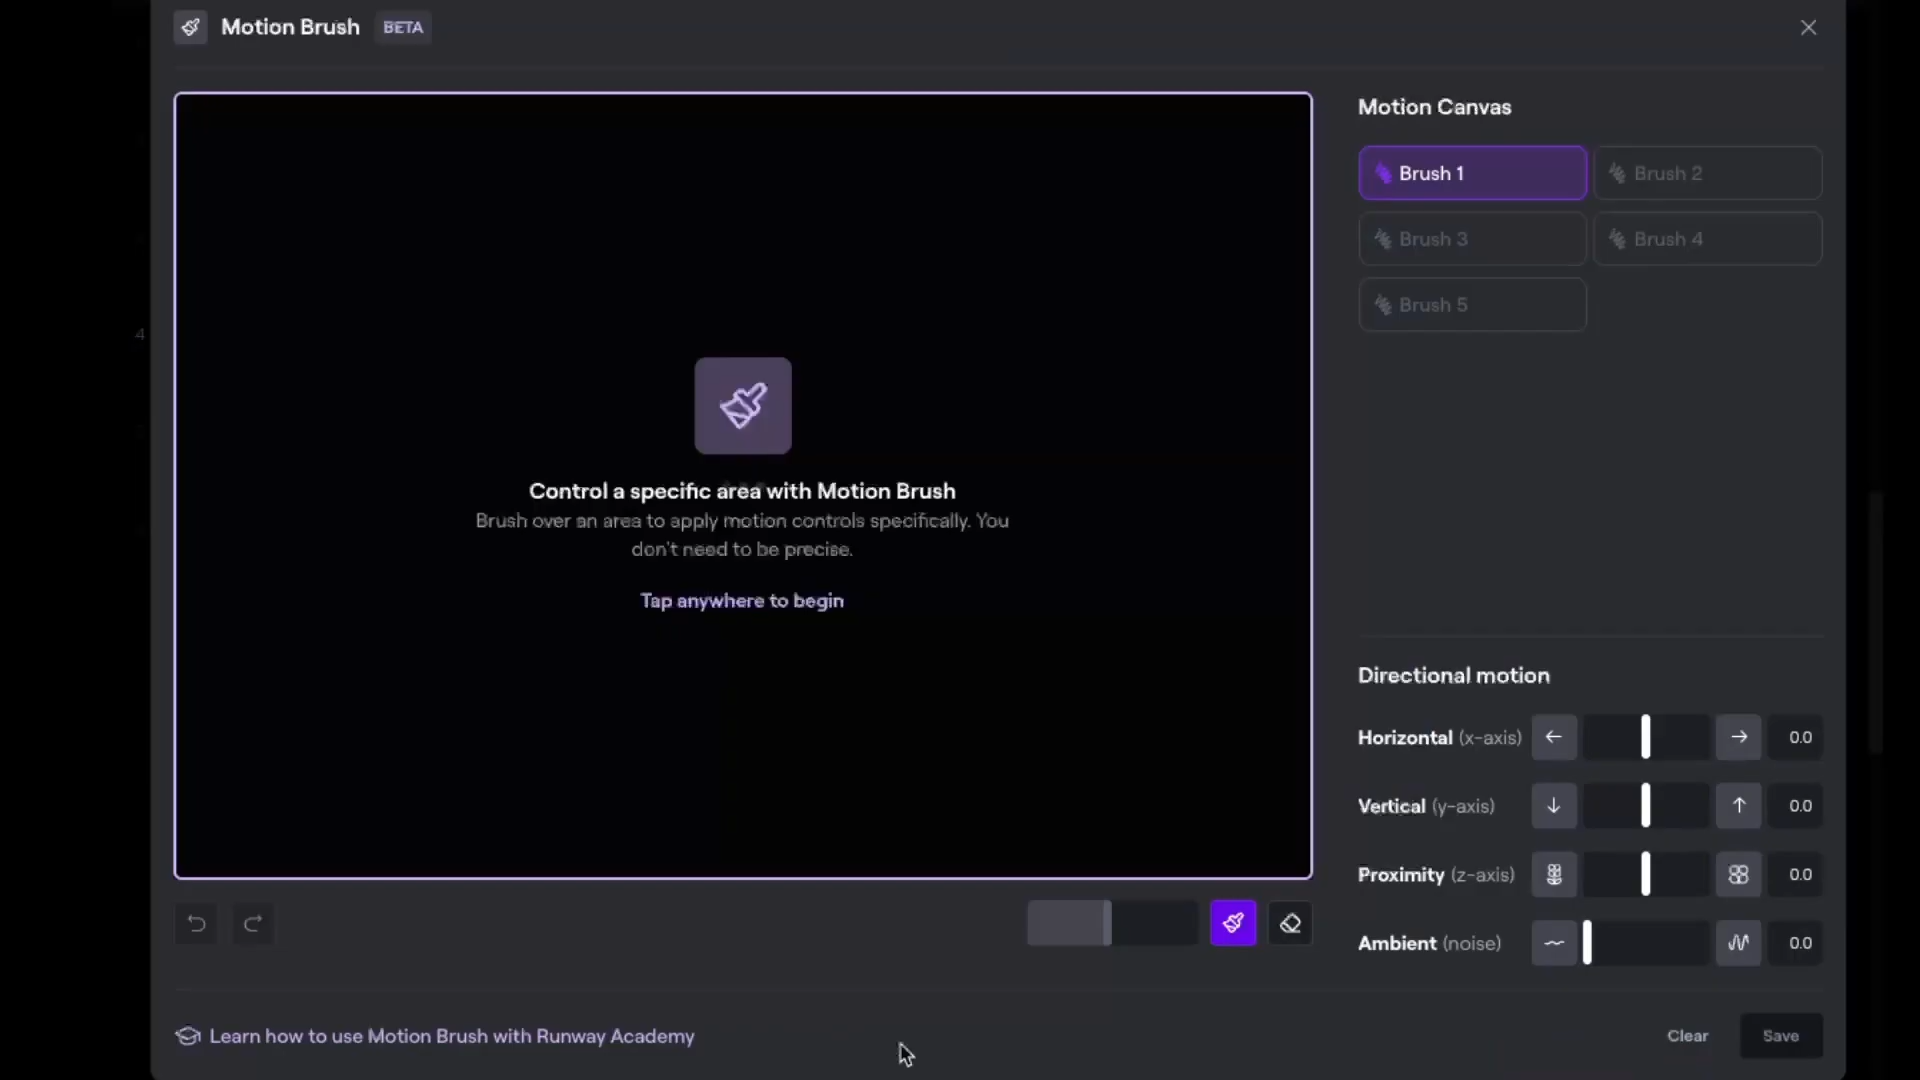 Motion Brush BETA
Motion Canvas
Brush 1
Brush 2
Brush 3
Brush 4
Brush 5
4
Control a specific area with Motion Brush
Brush over an area to apply motion controls specifically. You
don't need to be precise.
Tap anywhere to begin
Directional motion
Horizontal (x-axis) 0.0
Vertical (y-axis) 0.0
Proximity (z-axis) 0.0
Ambient (noise) 0.0
Learn how to use Motion Brush with Runway Academy
Clear
Save